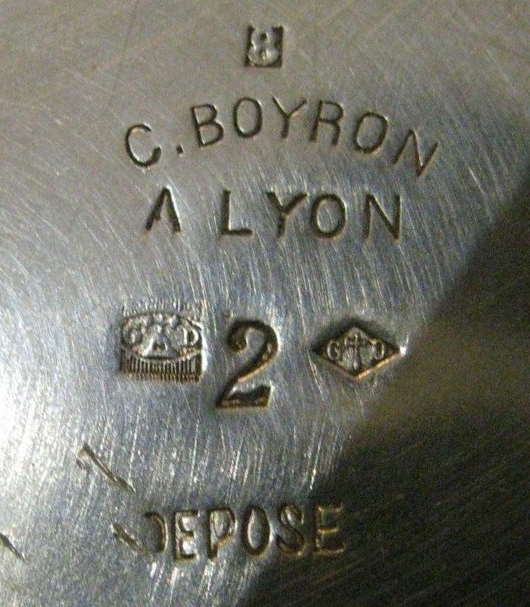 8
C. BOYRON
A LYON
G D 2 G J
DEPOSE